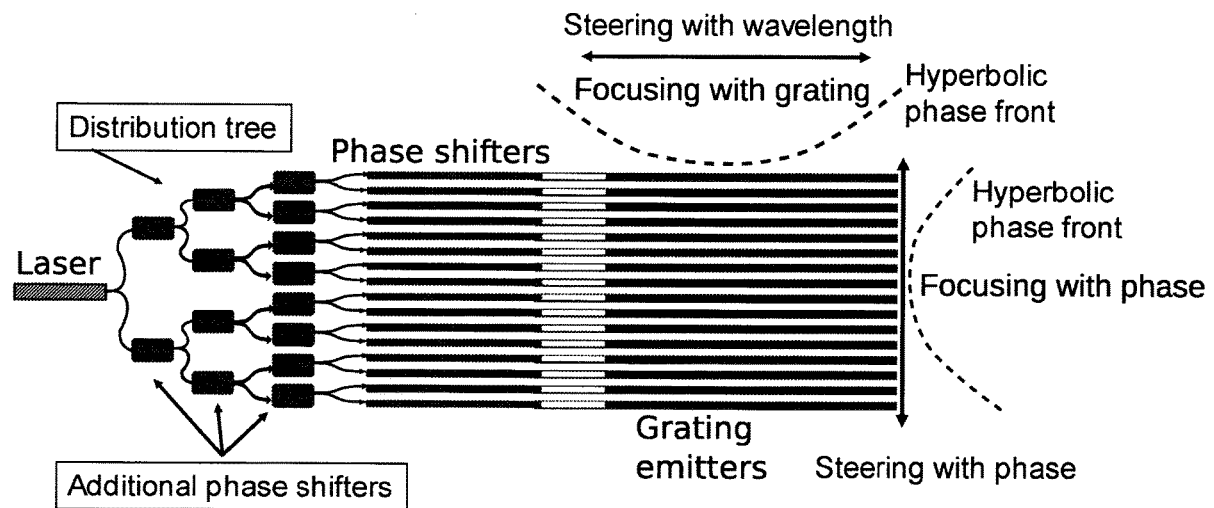 Steering with wavelength
Focusing with grating
Hyperbolic
phase front
Distribution tree
Phase shifters
Hyperbolic
phase front
Laser
Focusing with phase
Grating
emitters
Steering with phase
Additional phase shifters